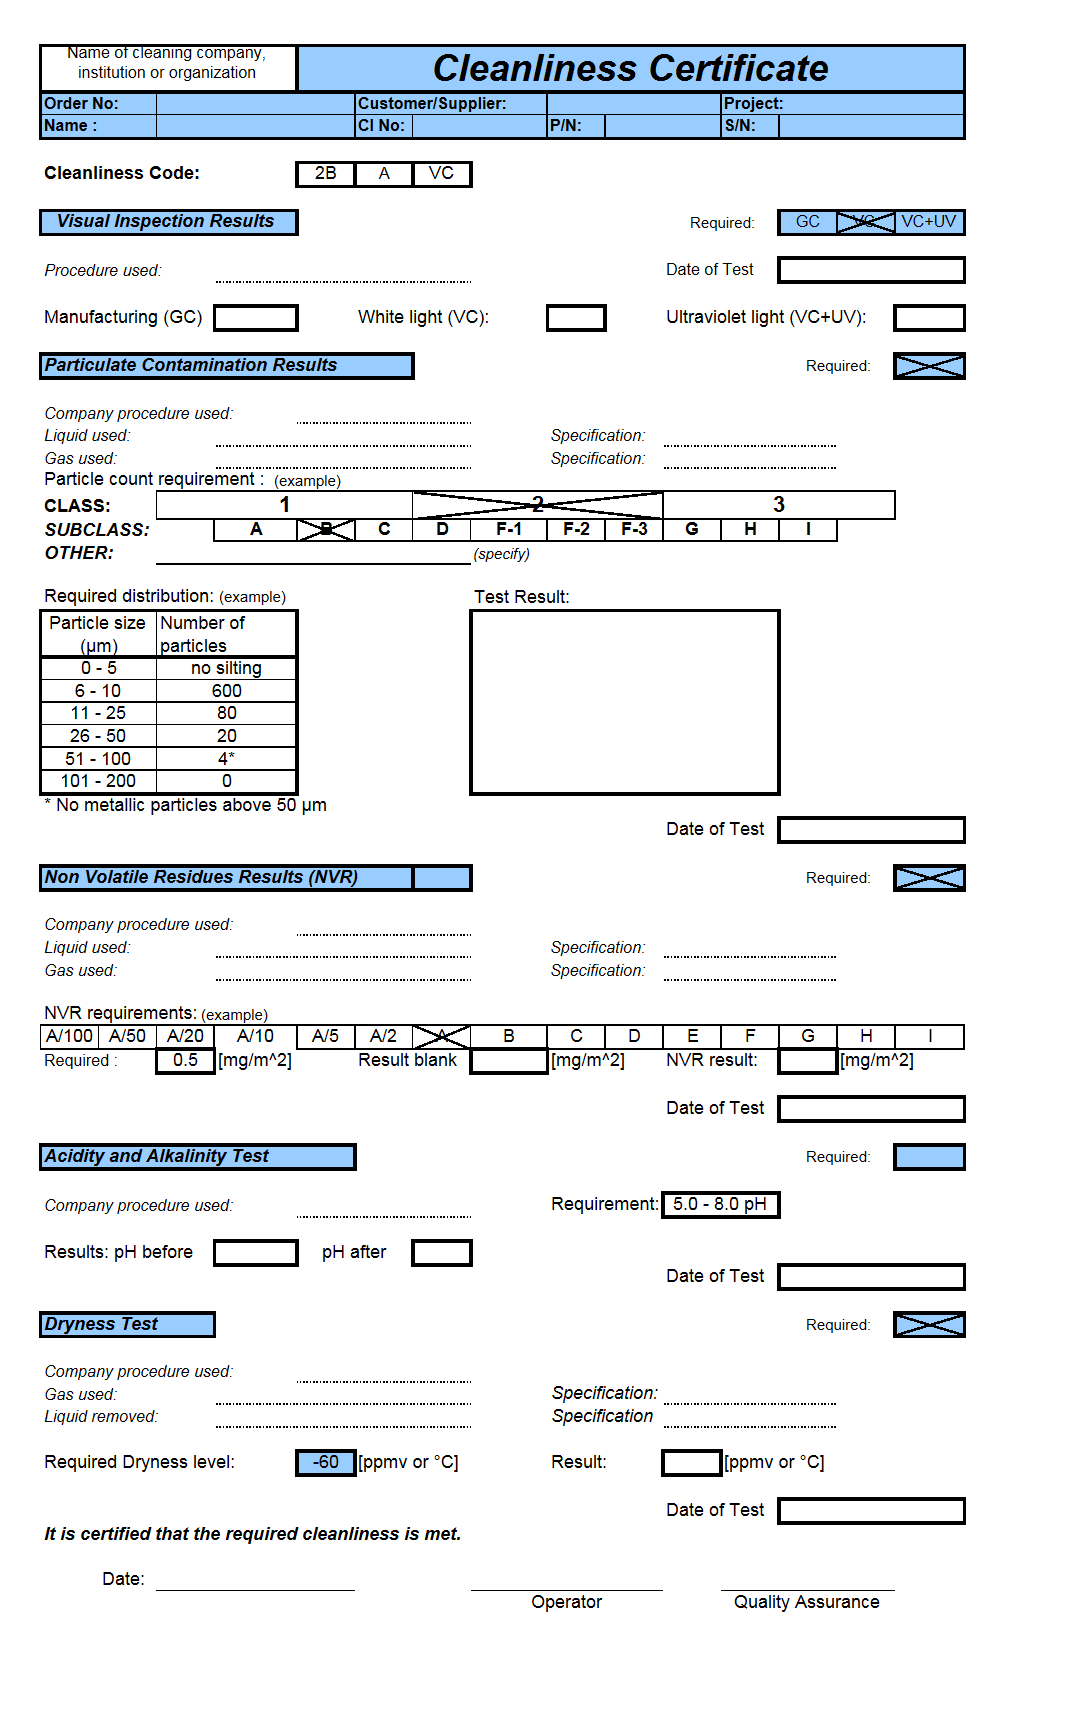 Name of cleaning company,
institution or organization
Cleanliness Certificate
Order No: Customer/Supplier: Project:
Name : CI No: P/N: S/N:
Cleanliness Code: 2B A VC
Visual Inspection Results Required: GC VC VC+UV
Procedure used: Date of Test
Manufacturing (GC) White light (VC): Ultraviolet light (VC+UV):
Particulate Contamination Results Required:
Company procedure used:
Liquid used: Specification:
Gas used: Specification:
Particle count requirement : (example)
CLASS: 1 2 3
SUBCLASS: A B C D F-1 F-2 F-3 G H I
OTHER: (specify)
Required distribution: (example) Test Result:
Particle size Number of
(µm) particles
0 - 5 no silting
6 - 10 600
11 - 25 80
26 - 50 20
51 - 100 4*
101 - 200 0
* No metallic particles above 50 µm
Date of Test
Non Volatile Residues Results (NVR) Required:
Company procedure used:
Liquid used: Specification:
Gas used: Specification:
NVR requirements: (example)
A/100 A/50 A/20 A/10 A/5 A/2 A B C D E F G H I
Required : 0.5 [mg/m^2] Result blank [mg/m^2] NVR result: [mg/m^2]
Date of Test
Acidity and Alkalinity Test Required:
Company procedure used: Requirement: 5.0 - 8.0 pH
Results: pH before pH after
Date of Test
Dryness Test Required:
Company procedure used:
Gas used: Specification:
Liquid removed: Specification
Required Dryness level: -60 [ppmv or °C] Result: [ppmv or °C]
Date of Test
It is certified that the required cleanliness is met.
Date:
Operator Quality Assurance